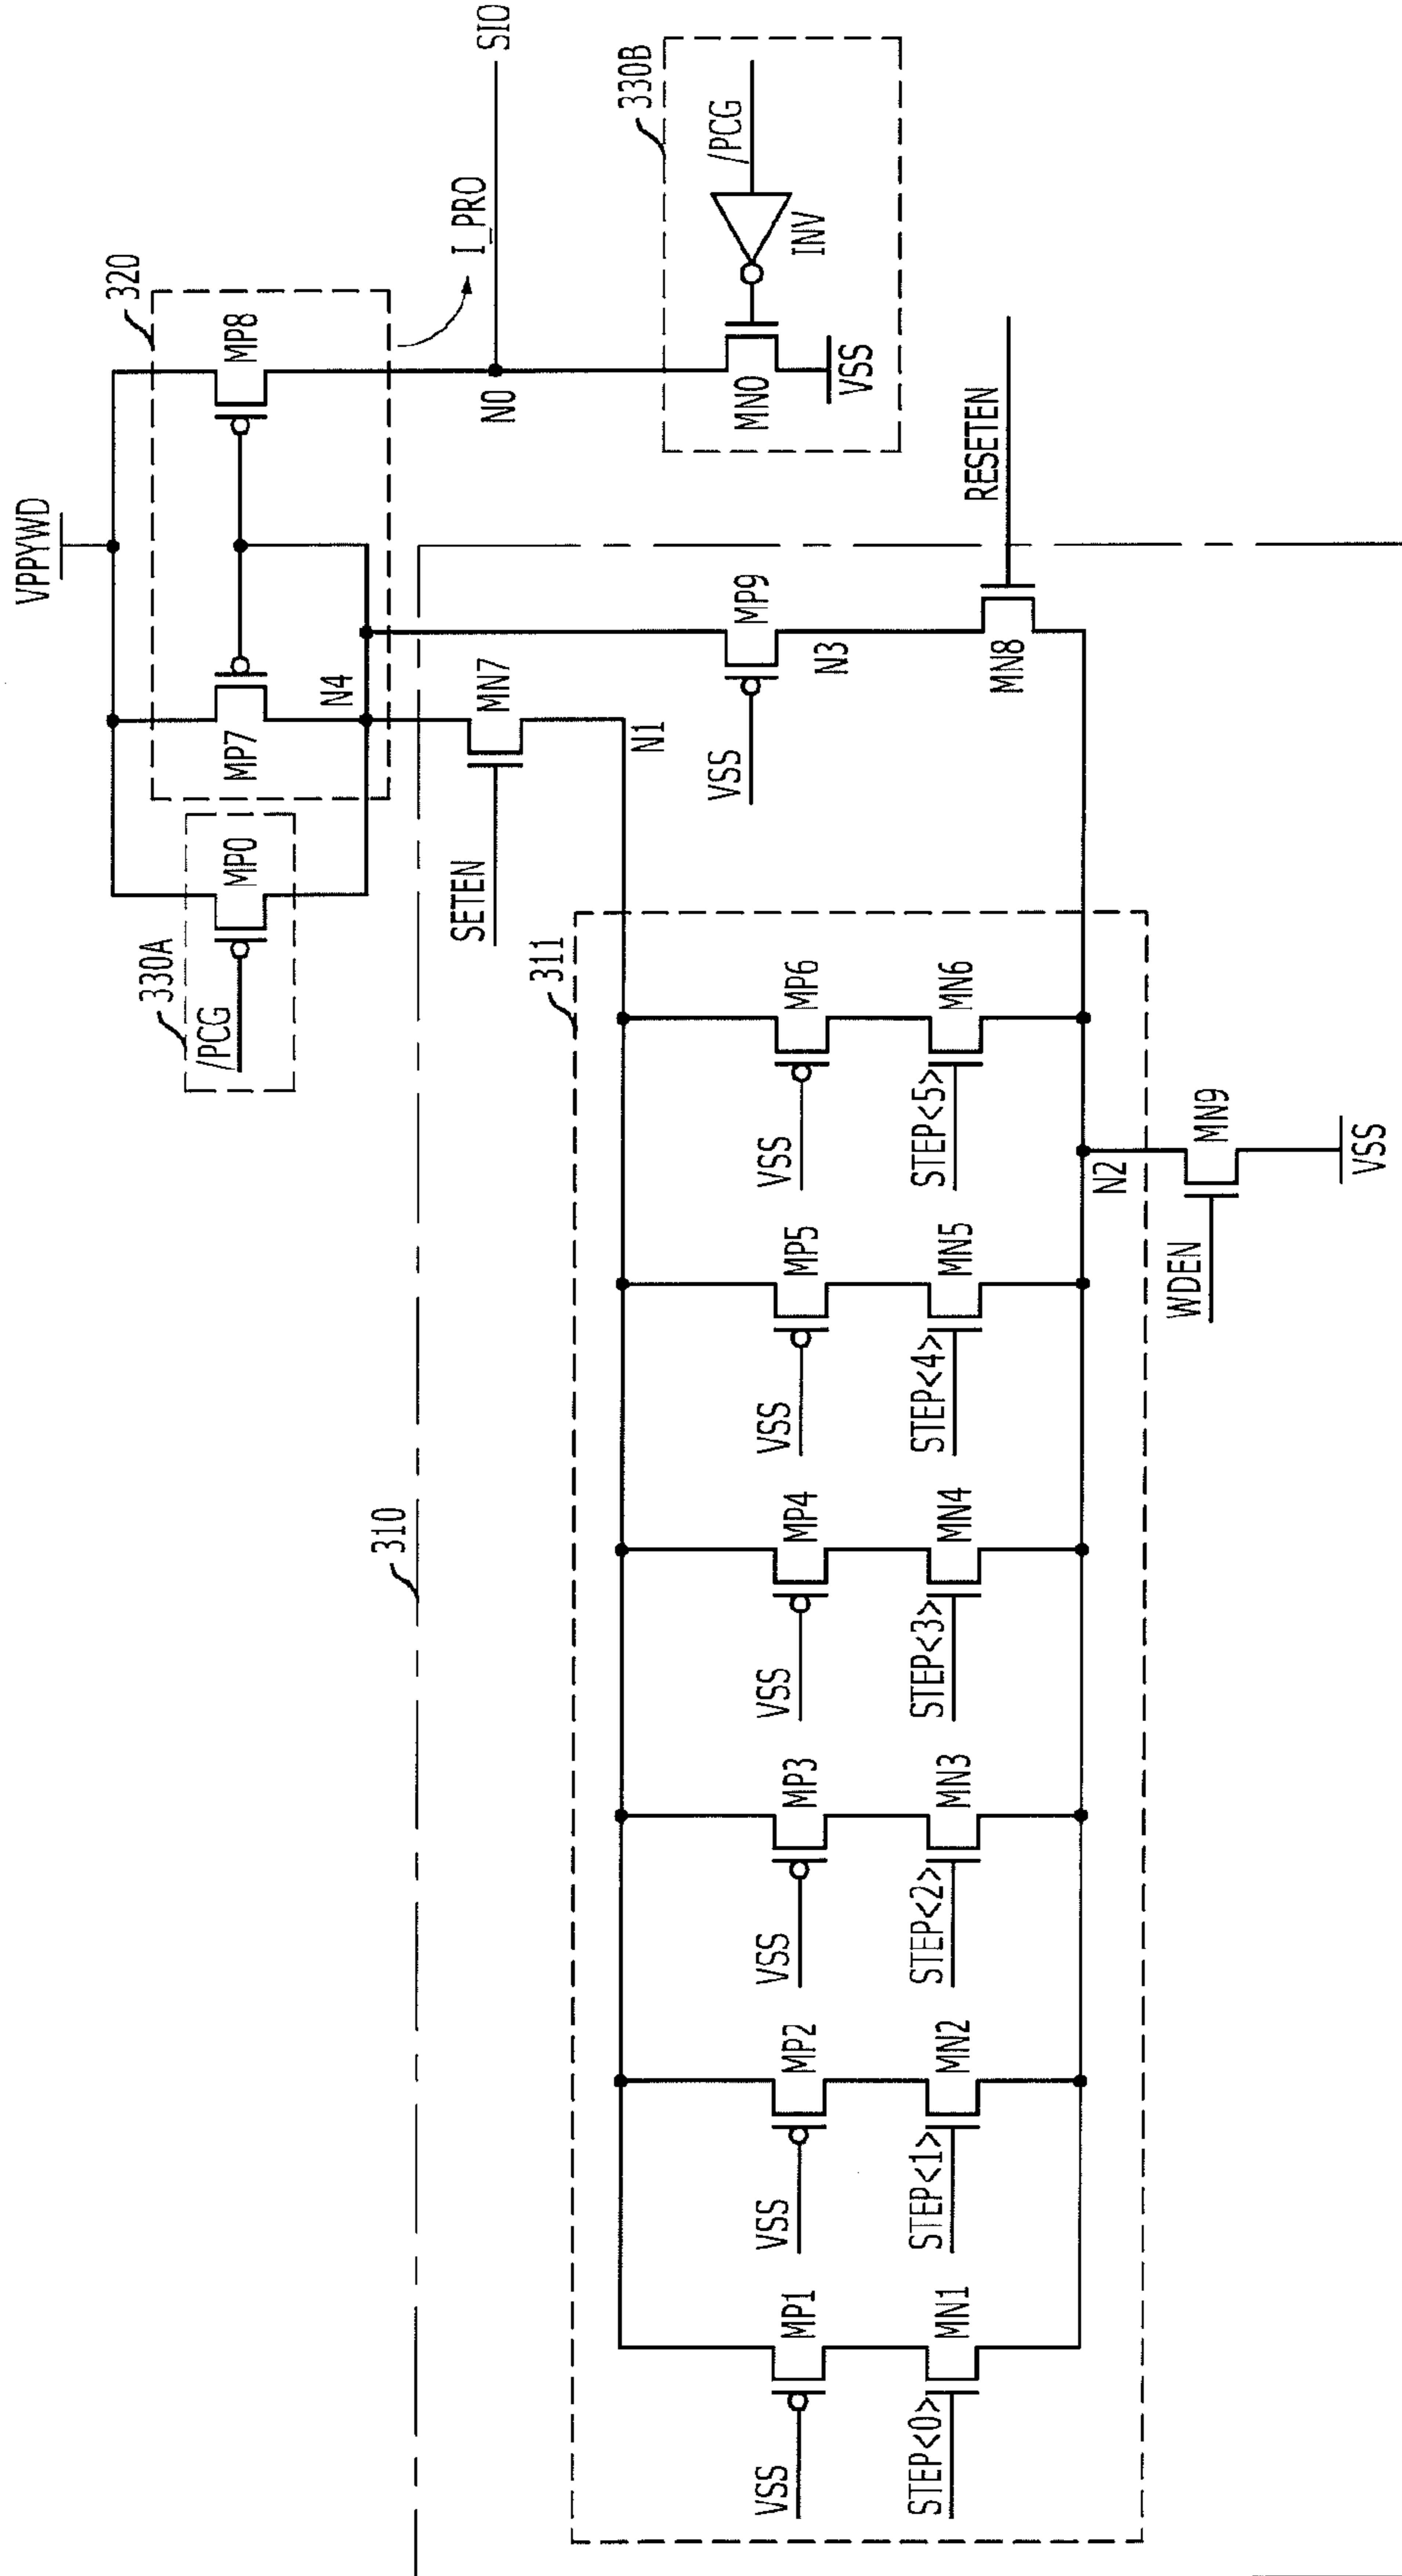 VPPYWD
320
330A
/PCG
MP0
MP7
MP8
N4
I_PRO
SIO
N0
330B
/PCG
INV
MN0
VSS
310
SETEN
MN7
N1
VSS
MP9
N3
RESETEN
MN8
311
VSS
MP1
VSS
MP2
VSS
MP3
VSS
MP4
VSS
MP5
VSS
MP6
STEP<0>
MN1
STEP<1>
MN2
STEP<2>
MN3
STEP<3>
MN4
STEP<4>
MN5
STEP<5>
MN6
N2
WDEN
MN9
VSS